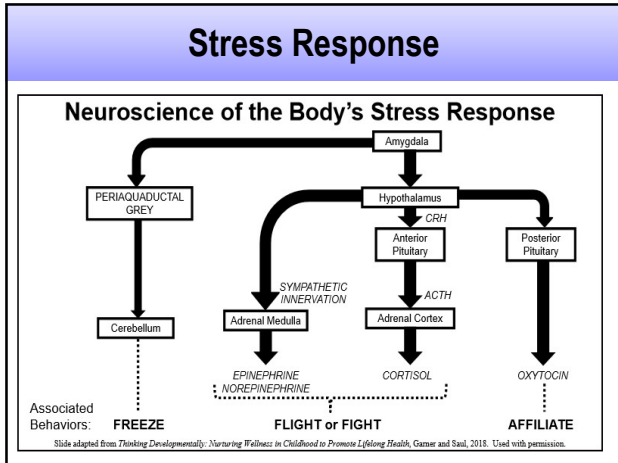 Stress Response
Neuroscience of the Body's Stress Response
Amygdala
PERIAQUADUCTAL
GREY
Hypothalamus
CRH
Anterior
Pituitary
Posterior
Pituitary
SYMPATHETIC
INNERVATION
ACTH
Cerebellum
Adrenal Medulla
Adrenal Cortex
EPINEPHRINE
NOREPINEPHRINE
CORTISOL
OXYTOCIN
Associated
Behaviors:
FREEZE
FLIGHT or FIGHT
AFFILIATE
Slide adapted from Thinking Developmentally: Nurturing Wellness in Childhood to Promote Lifelong Health, Garner and Saul, 2018. Used with permission.